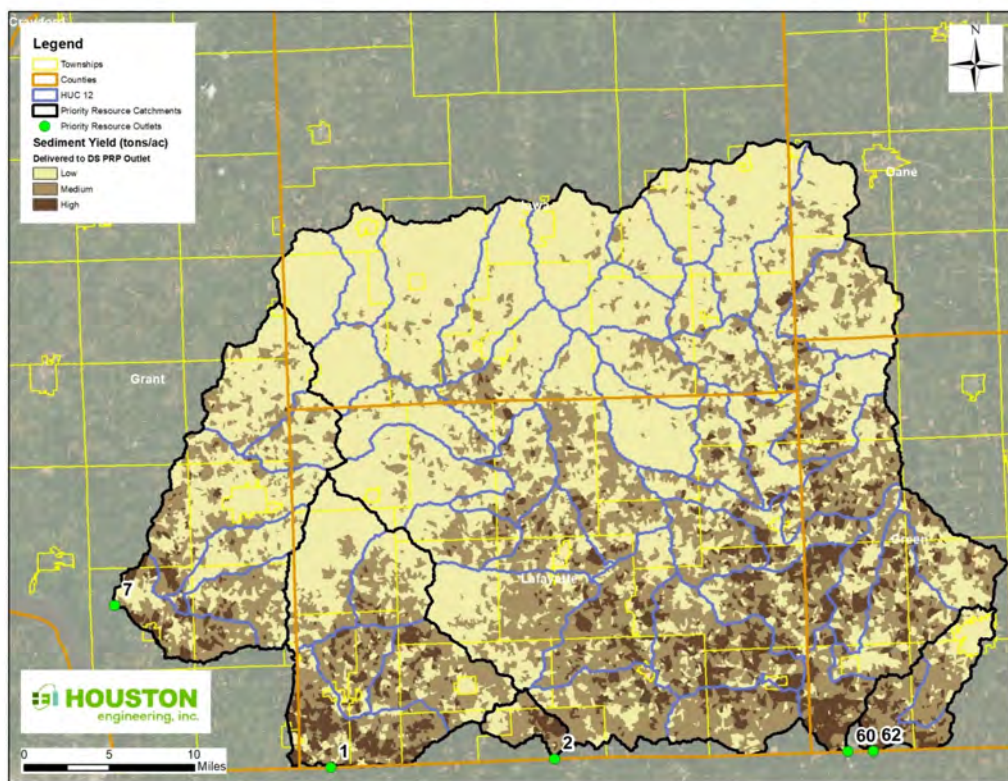 Crawford
Legend
Townships
Counties
HUC 12
Priority Resource Catchments
Priority Resource Outlets
Sediment Yield (tons/ac)
Delivered to DS PRP Outlet
Low
Medium
High
N
Dane
Iowa
Grant
Green
Lafayette
7
1
2
60 62
HOUSTON
engineering, inc.
0 5 10
Miles